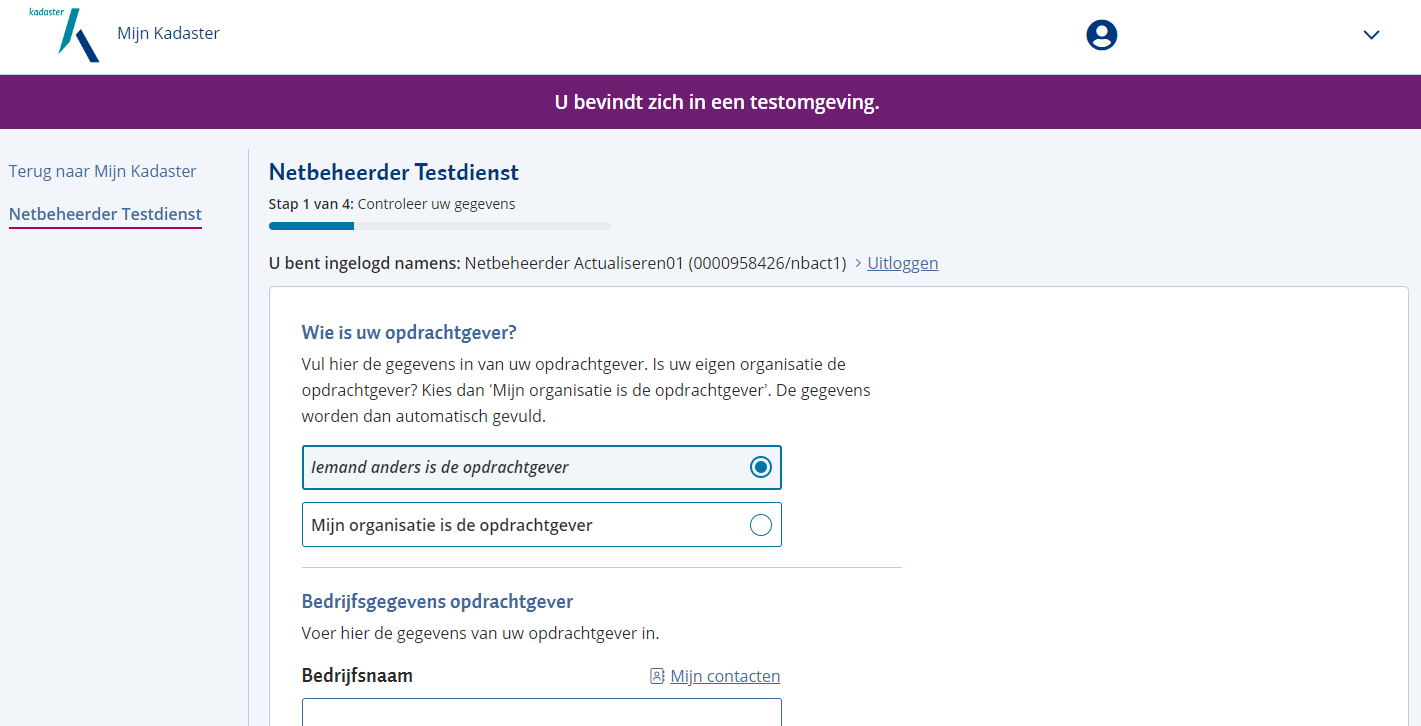 kadaster
Mijn Kadaster
U bevindt zich in een testomgeving.
Terug naar Mijn Kadaster
Netbeheerder Testdienst
Netbeheerder Testdienst
Stap 1 van 4: Controleer uw gegevens
U bent ingelogd namens: Netbeheerder Actualiseren01 (0000958426/nbact1) > Uitloggen
Wie is uw opdrachtgever?
Vul hier de gegevens in van uw opdrachtgever. Is uw eigen organisatie de
opdrachtgever? Kies dan ‘Mijn organisatie is de opdrachtgever’. De gegevens
worden dan automatisch gevuld.
Iemand anders is de opdrachtgever
Mijn organisatie is de opdrachtgever
Bedrijfsgegevens opdrachtgever
Voer hier de gegevens van uw opdrachtgever in.
Bedrijfsnaam Mijn contacten